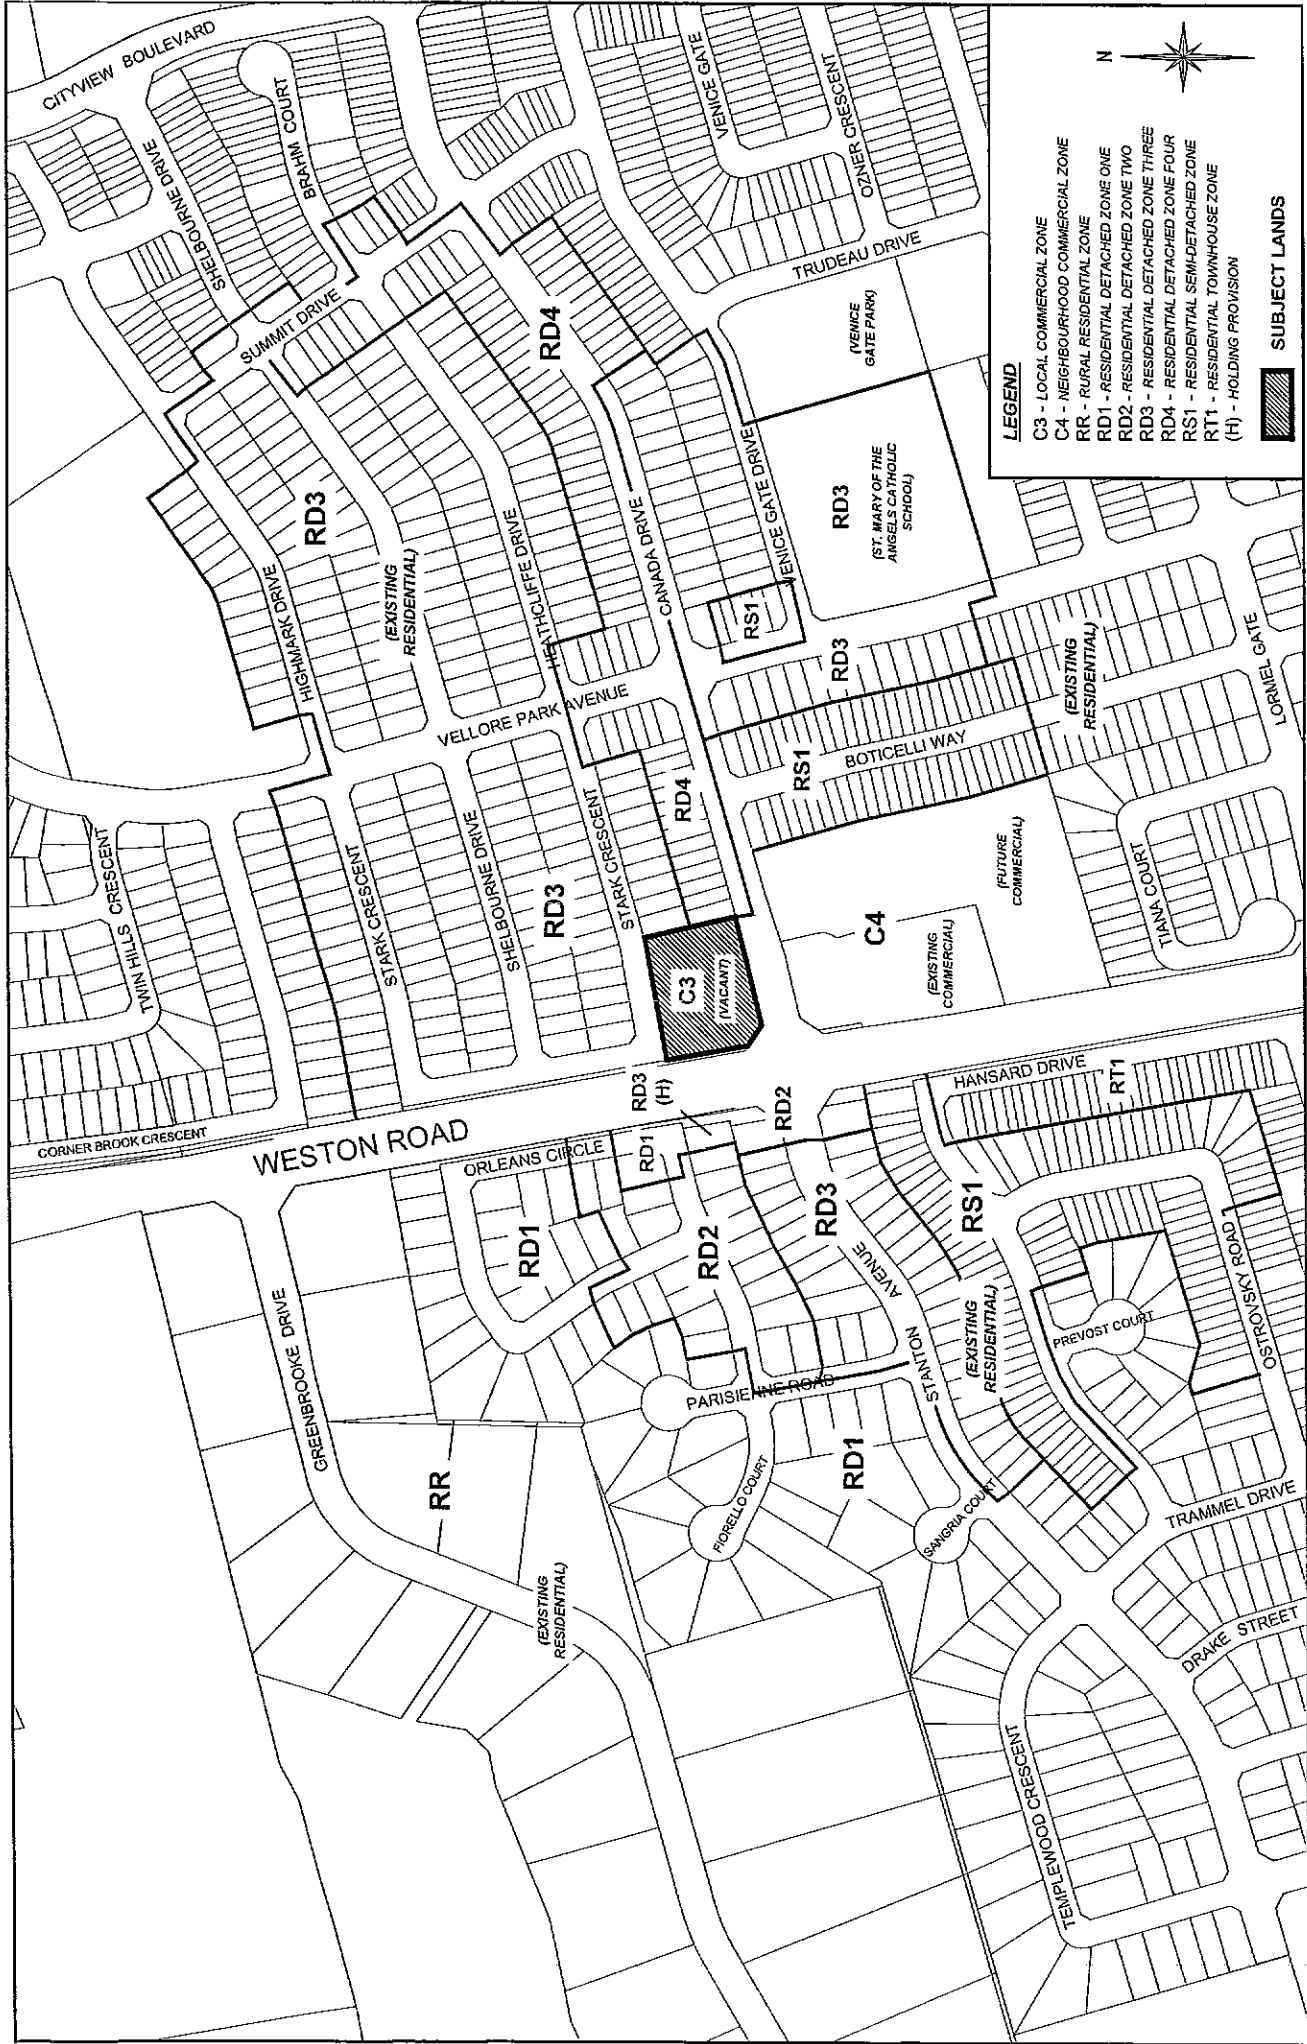 CITYVIEW BOULEVARD
SHELBOURNE DRIVE
BRAHM COURT
VENICE GATE
OZNER CRESCENT
SUMMIT DRIVE
TRUDEAU DRIVE
RD4
(VENICE
GATE PARK)
RD3
(EXISTING
RESIDENTIAL)
HIGHMARK DRIVE
HEATHCLIFFE DRIVE
CANADA DRIVE
VENICE GATE DRIVE
RD3
(ST. MARY OF THE
ANGELS CATHOLIC
SCHOOL)
RS1
RD3
VELLORE PARK AVENUE
(EXISTING
RESIDENTIAL)
LORMEL GATE
RS1
BOTICELLI WAY
RD4
TWIN HILLS CRESCENT
STARK CRESCENT
SHELBOURNE DRIVE
RD3
STARK CRESCENT
C3
(VACANT)
C4
(EXISTING
COMMERCIAL)
(FUTURE
COMMERCIAL)
TIANA COURT
CORNER BROOK CRESCENT
WESTON ROAD
ORLEANS CIRCLE
RD1
RD3
(H)
RD2
HANSARD DRIVE
RT1
RD1
RD2
RD3
RS1
STANTON
AVENUE
(EXISTING
RESIDENTIAL)
PREVOST COURT
OSTROVSKY ROAD
GREENBROOKE DRIVE
PARISIENNE ROAD
RR
FIORELLO COURT
RD1
SANGRIA COURT
TRAMMEL DRIVE
(EXISTING
RESIDENTIAL)
DRAKE STREET
TEMPLEWOOD CRESCENT
N
LEGEND
C3 - LOCAL COMMERCIAL ZONE
C4 - NEIGHBOURHOOD COMMERCIAL ZONE
RR - RURAL RESIDENTIAL ZONE
RD1 - RESIDENTIAL DETACHED ZONE ONE
RD2 - RESIDENTIAL DETACHED ZONE TWO
RD3 - RESIDENTIAL DETACHED ZONE THREE
RD4 - RESIDENTIAL DETACHED ZONE FOUR
RS1 - RESIDENTIAL SEMI-DETACHED ZONE
RT1 - RESIDENTIAL TOWNHOUSE ZONE
(H) - HOLDING PROVISION
SUBJECT LANDS